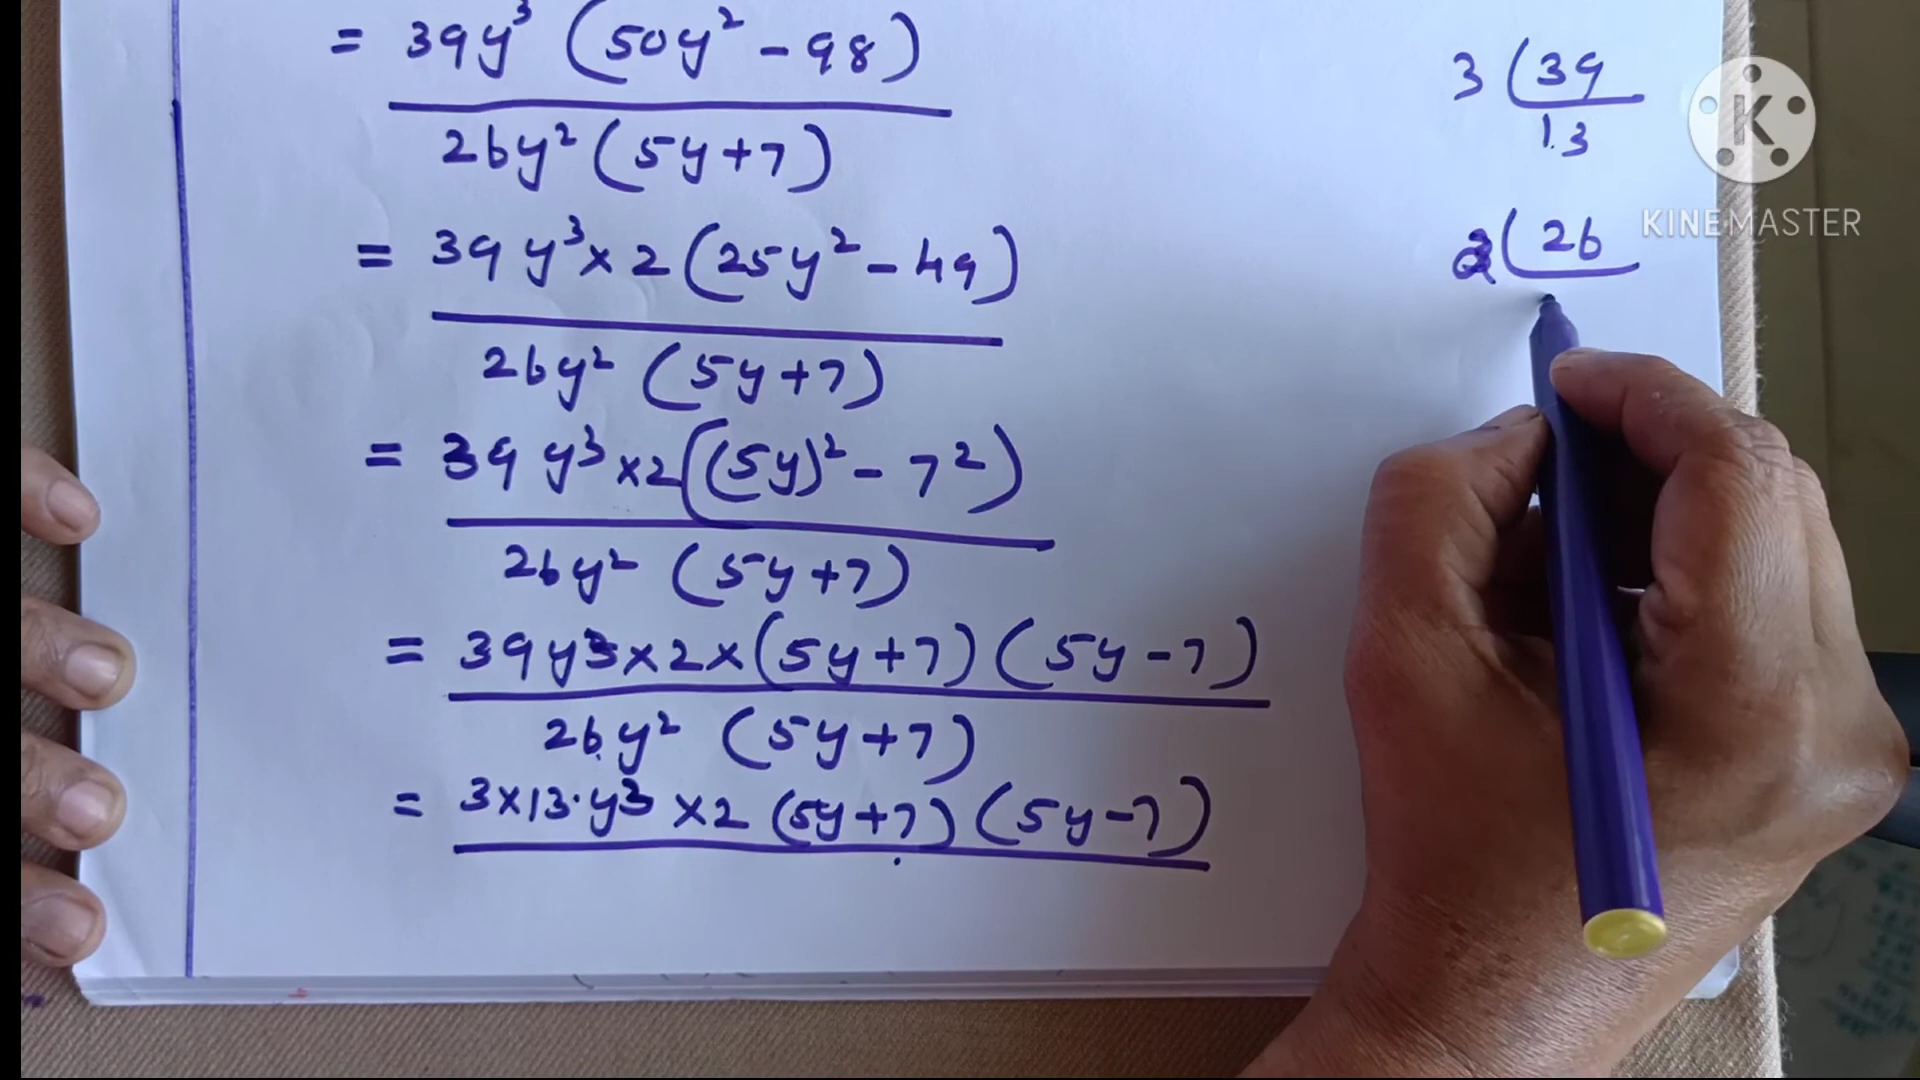 = 39y³ (50y² - 98)
26y² (5y+7)
= 39 y³ × 2 (25y² - 49)
26y² (5y+7)
= 39 y³ ×2 ((5y)² - 7²)
26y² (5y+7)
= 39y³ × 2 × (5y+7) (5y-7)
26y² (5y+7)
= 3×13·y³ ×2 (5y+7) (5y-7)
3 ( 39
13
2 ( 26
K
KINEMASTER